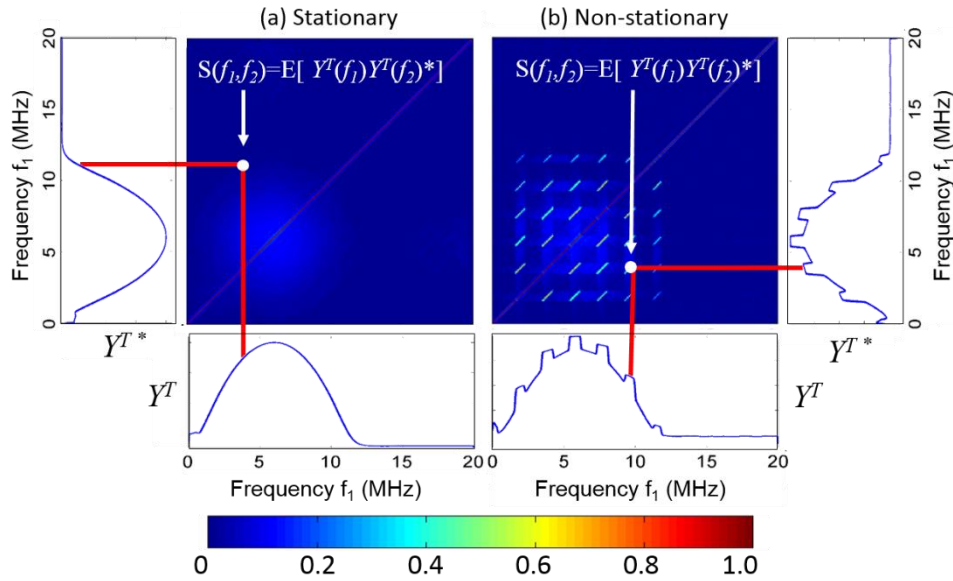 (a) Stationary
(b) Non-stationary
20
15
10
5
0
Frequency f₁ (MHz)
S(f₁,f₂)=E[ Yᵀ(f₁)Yᵀ(f₂)*]
S(f₁,f₂)=E[ Yᵀ(f₁)Yᵀ(f₂)*]
20
15
10
5
0
Frequency f₁ (MHz)
Yᵀ *
Yᵀ *
Yᵀ
Yᵀ
0 5 10 15 20
0 5 10 15 20
Frequency f₁ (MHz)
Frequency f₁ (MHz)
0 0.2 0.4 0.6 0.8 1.0